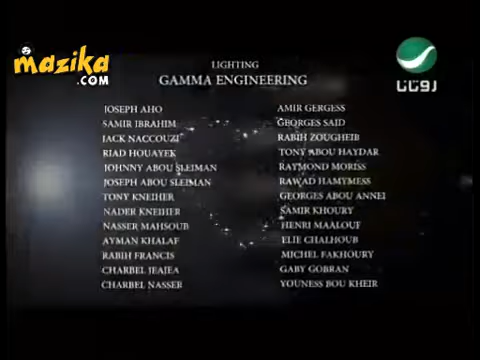 mazika
.COM
روتانا
LIGHTING
GAMMA ENGINEERING
JOSEPH AHO
SAMIR IBRAHIM
JACK NACCOUZI
RIAD HOUAYEK
JOHNNY ABOU SLEIMAN
JOSEPH ABOU SLEIMAN
TONY KNEIHER
NADER KNEIHER
NASSER MAHSOUB
AYMAN KHALAF
RABIH FRANCIS
CHARBEL JEAJEA
CHARBEL NASSER
AMIR GERGESS
GEORGES SAID
RABIH ZOUGHEIB
TONY ABOU HAYDAR
RAYMOND MORISS
RAWAD HAMYMESS
GEORGES ABOU ANNEI
SAMIR KHOURY
HENRI MAALOUF
ELIE CHALHOUB
MICHEL FAKHOURY
GABY GOBRAN
YOUNESS BOU KHEIR